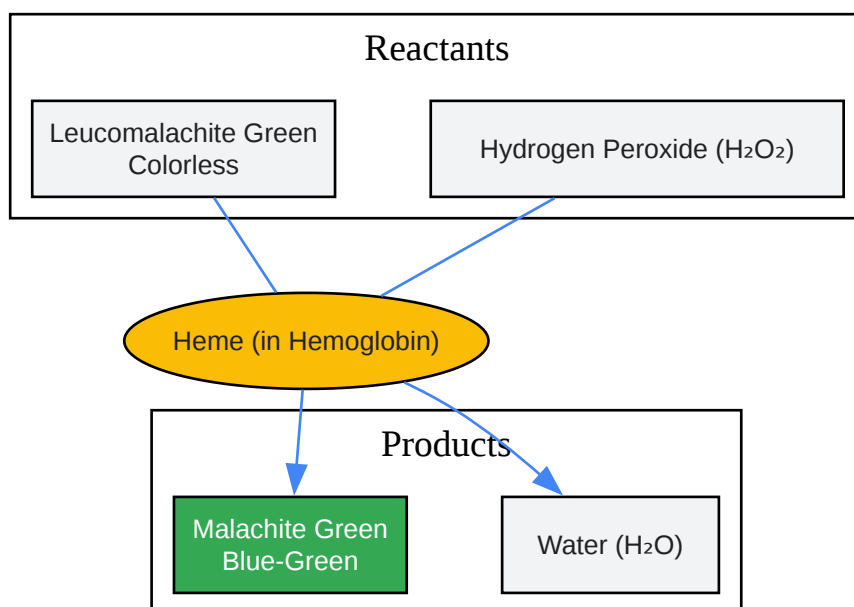 Reactants
Leucomalachite Green
Colorless
Hydrogen Peroxide (H₂O₂)
Heme (in Hemoglobin)
Products
Malachite Green
Blue-Green
Water (H₂O)